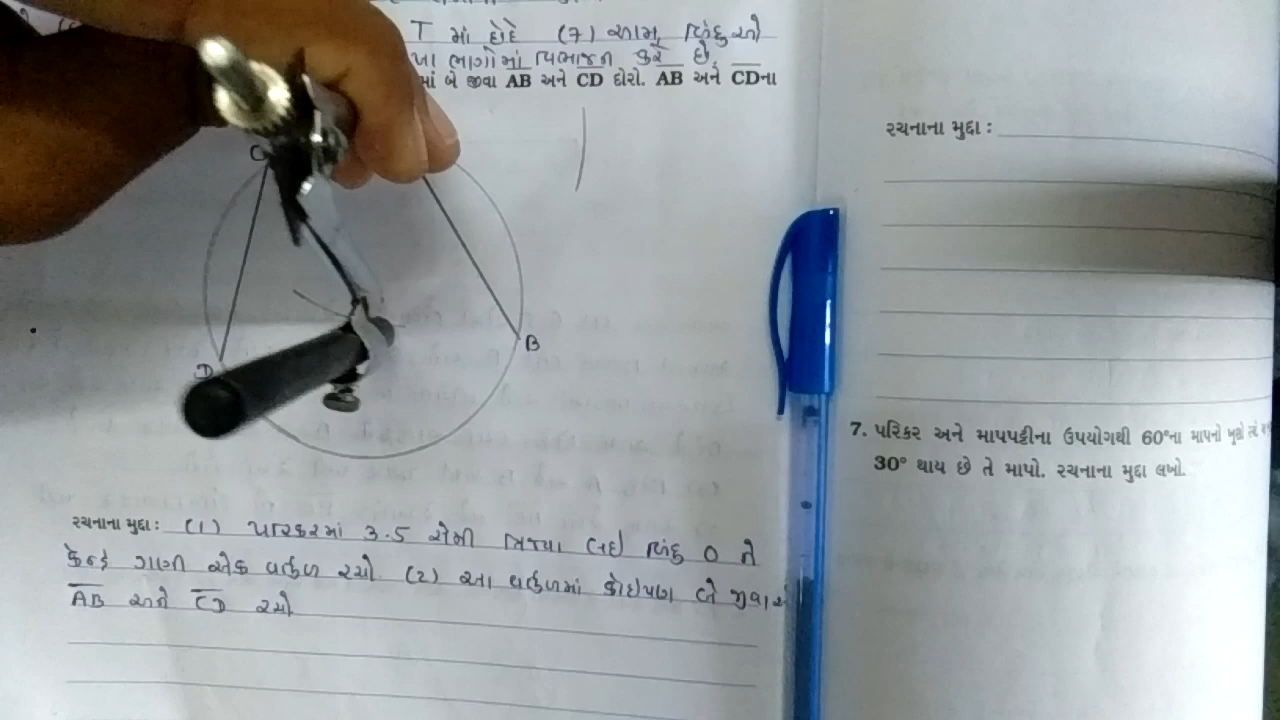 T માં છેદે (7) આમ બિંદુઓ
ખા ભાગોમાં વિભાજન કરે છે
માં બે જીવા AB અને CD દોરો. AB અને CDના
C
B
D
રચનાના મુદ્દા : (1) પરિકરમાં 3.5 સેમી ત્રિજ્યા લઈ બિંદુ O ને
કેન્દ્ર ગણી એક વર્તુળ રચો. (2) આ વર્તુળમાં કોઈપણ બે જીવાઓ
AB અને CD રચો
રચનાના મુદ્દા :
7. પરિકર અને માપપટ્ટીના ઉપયોગથી 60°ના માપનો ખૂણો
30° થાય છે તે માપો. રચનાના મુદ્દા લખો.